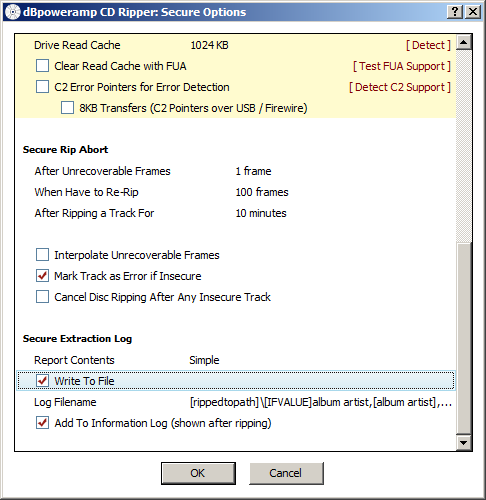 dBpoweramp CD Ripper: Secure Options
Drive Read Cache 1024 KB [ Detect ]
Clear Read Cache with FUA [ Test FUA Support ]
C2 Error Pointers for Error Detection [ Detect C2 Support ]
8KB Transfers (C2 Pointers over USB / Firewire)
Secure Rip Abort
After Unrecoverable Frames 1 frame
When Have to Re-Rip 100 frames
After Ripping a Track For 10 minutes
Interpolate Unrecoverable Frames
Mark Track as Error if Insecure
Cancel Disc Ripping After Any Insecure Track
Secure Extraction Log
Report Contents Simple
Write To File
Log Filename [rippedtopath]\[IFVALUE]album artist,[album artist],...
Add To Information Log (shown after ripping)
OK Cancel